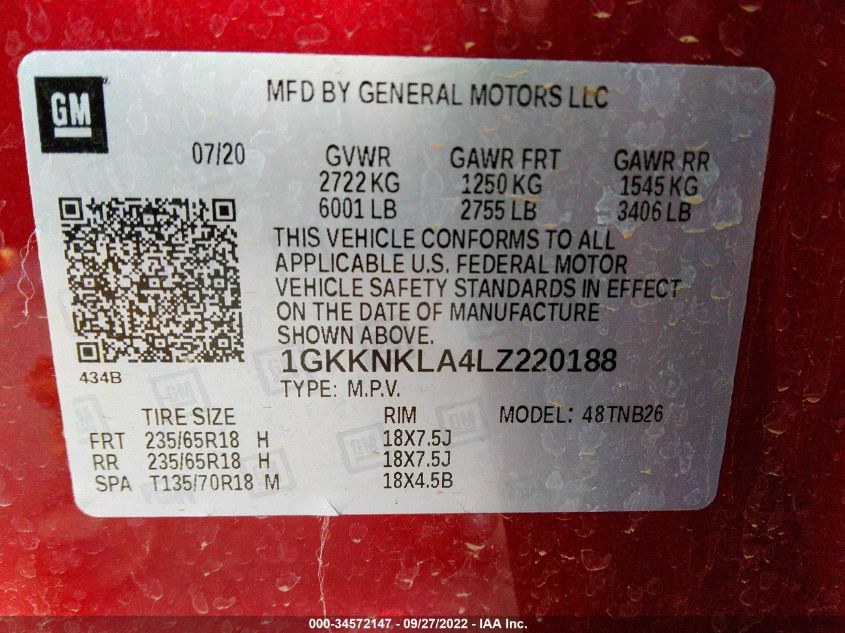 GM
MFD BY GENERAL MOTORS LLC
07/20 GVWR GAWR FRT GAWR RR
2722 KG 1250 KG 1545 KG
6001 LB 2755 LB 3406 LB
THIS VEHICLE CONFORMS TO ALL
APPLICABLE U.S. FEDERAL MOTOR
VEHICLE SAFETY STANDARDS IN EFFECT
ON THE DATE OF MANUFACTURE
SHOWN ABOVE.
434B
1GKKNKLA4LZ220188
TYPE: M.P.V.
TIRE SIZE RIM MODEL: 48TNB26
FRT 235/65R18 H 18X7.5J
RR 235/65R18 H 18X7.5J
SPA T135/70R18 M 18X4.5B
000-34572147 - 09/27/2022 - IAA Inc.